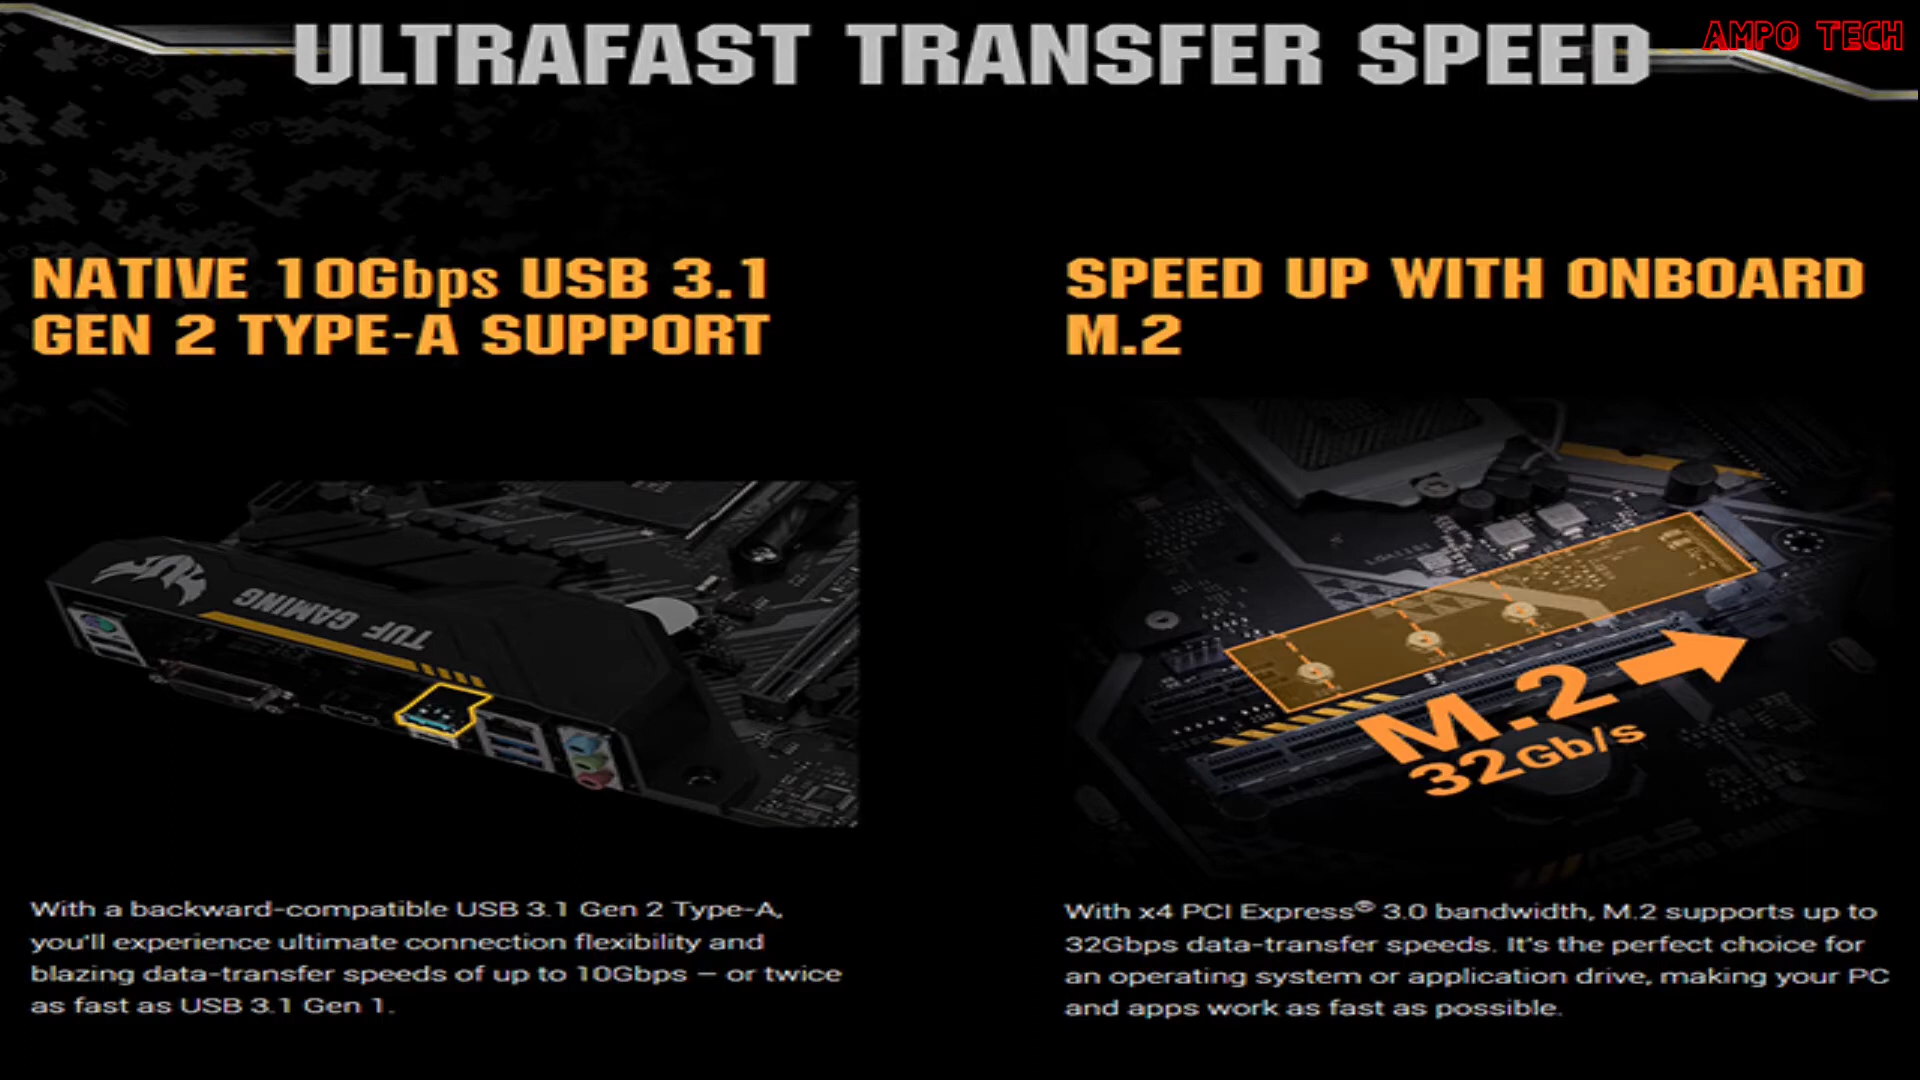 ULTRAFAST TRANSFER SPEED
AMPO TECH
NATIVE 10Gbps USB 3.1
GEN 2 TYPE-A SUPPORT
TUF GAMING
With a backward-compatible USB 3.1 Gen 2 Type-A,
you'll experience ultimate connection flexibility and
blazing data-transfer speeds of up to 10Gbps – or twice
as fast as USB 3.1 Gen 1.
SPEED UP WITH ONBOARD
M.2
M.2
32Gb/s
ASUS
With x4 PCI Express® 3.0 bandwidth, M.2 supports up to
32Gbps data-transfer speeds. It's the perfect choice for
an operating system or application drive, making your PC
and apps work as fast as possible.